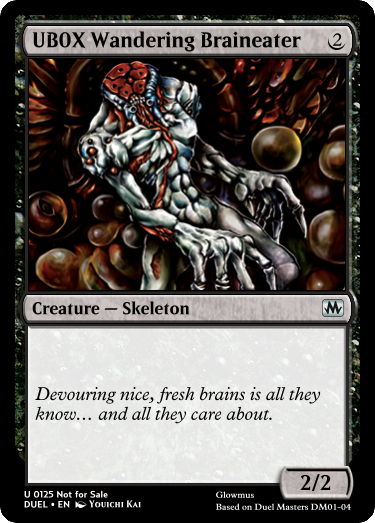 UBOX Wandering Braineater
2
Creature — Skeleton
M
Devouring nice, fresh brains is all they
know… and all they care about.
2/2
U 0125 Not for Sale
DUEL • EN Youichi Kai
Glowmus
Based on Duel Masters DM01-04